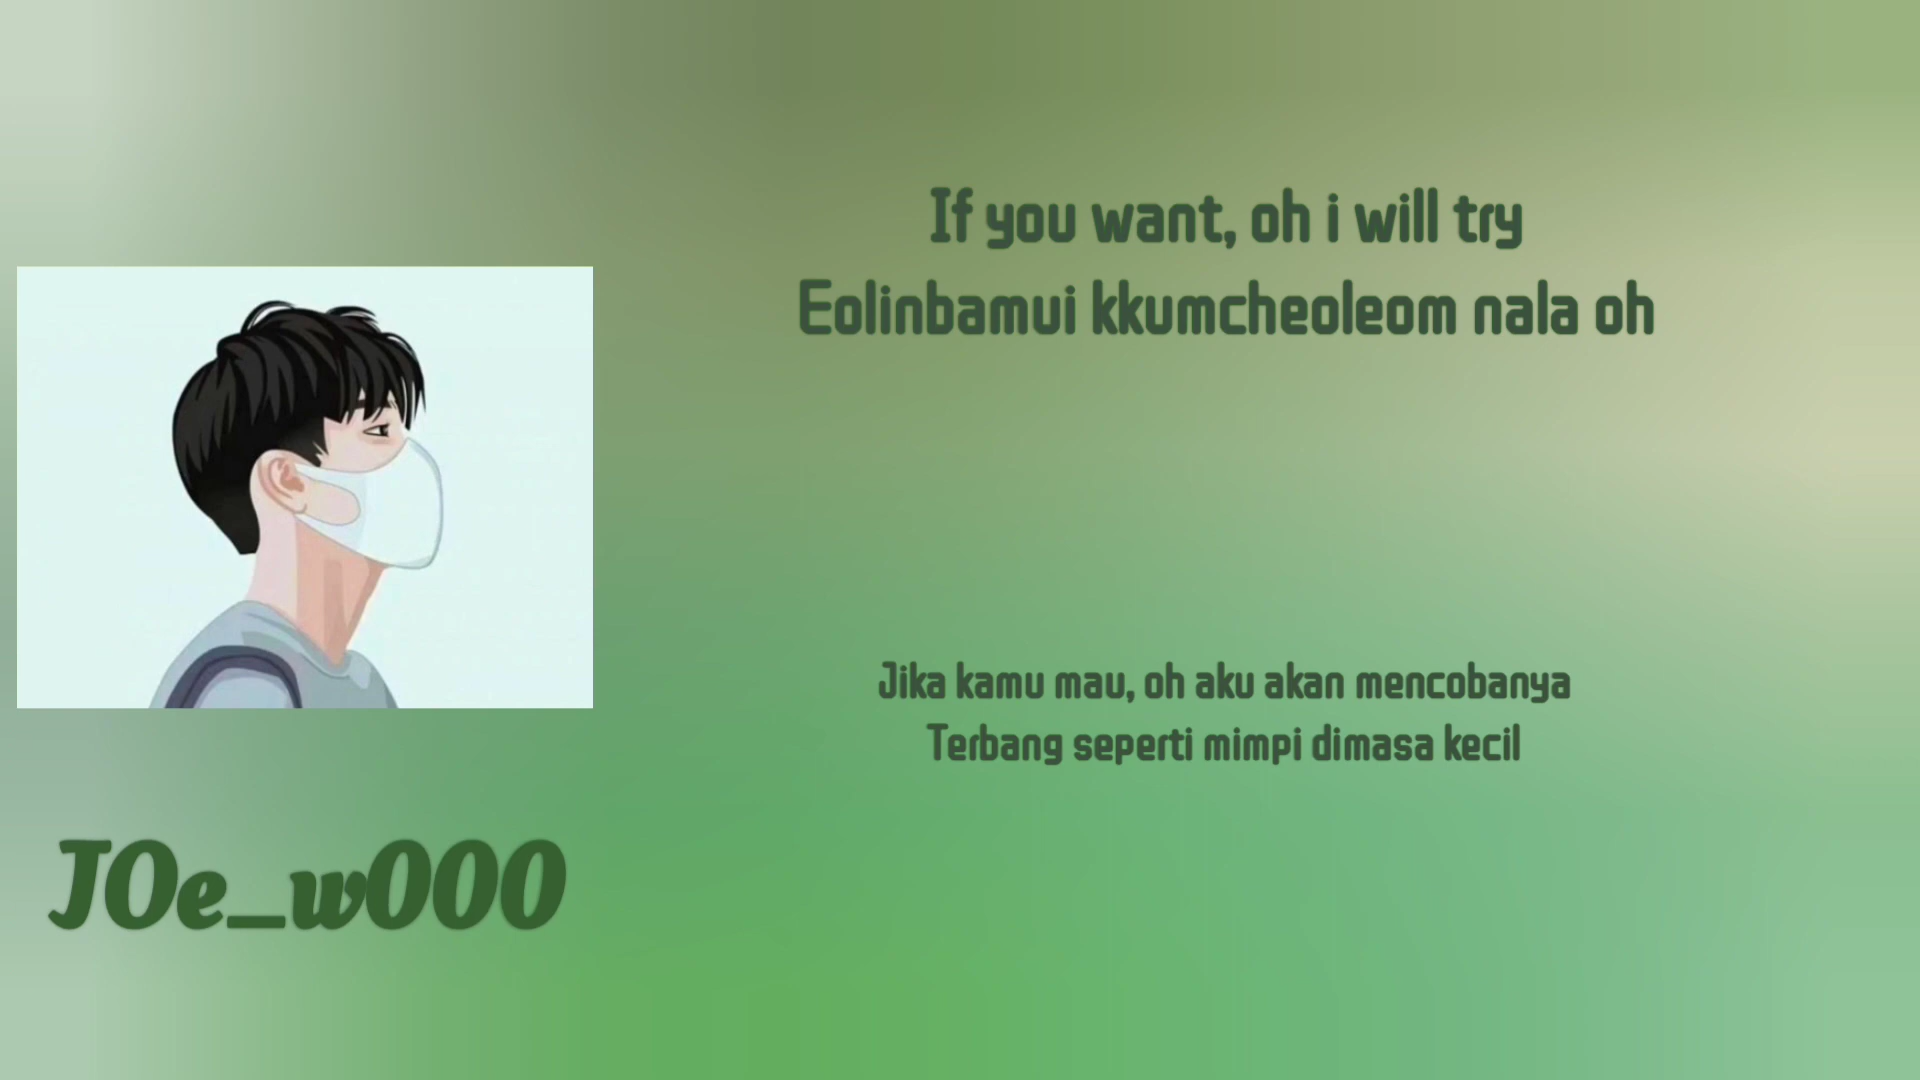 If you want, oh i will try
Eolinbamui kkumcheoleom nala oh
Jika kamu mau, oh aku akan mencobanya
Terbang seperti mimpi dimasa kecil
JOe_w000